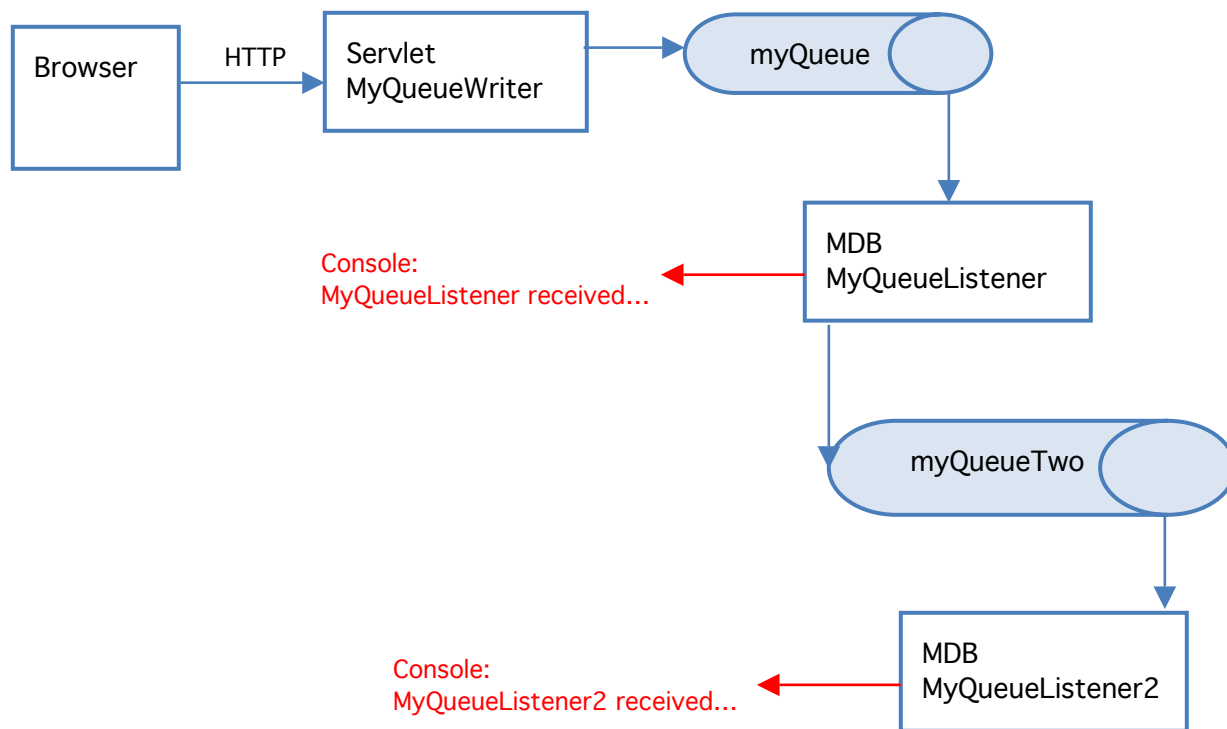 Browser
HTTP
Servlet
MyQueueWriter
myQueue
MDB
MyQueueListener
Console:
MyQueueListener received...
myQueueTwo
MDB
MyQueueListener2
Console:
MyQueueListener2 received...